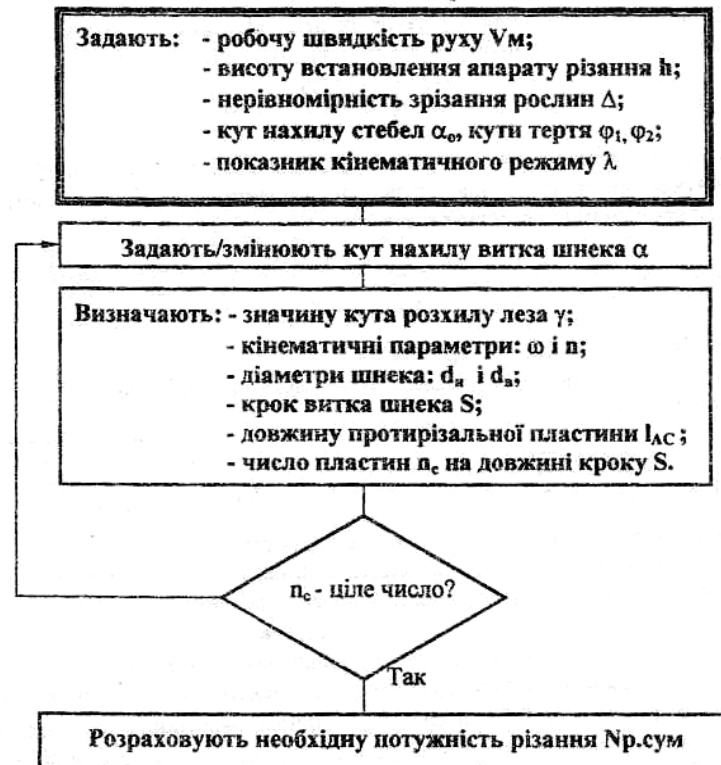 Задають: - робочу швидкість руху Vм;
- висоту встановлення апарату різання h;
- нерівномірність зрізання рослин Δ;
- кут нахилу стебел αₒ, кути тертя φ₁, φ₂;
- показник кінематичного режиму λ
Задають/змінюють кут нахилу витка шнека α
Визначають: - значину кута розхилу леза γ;
- кінематичні параметри: ω і n;
- діаметри шнека: dн і dв;
- крок витка шнека S;
- довжину протирізальної пластини lAC;
- число пластин nс на довжині кроку S.
nс - ціле число?
Так
Розраховують необхідну потужність різання Nр.сум